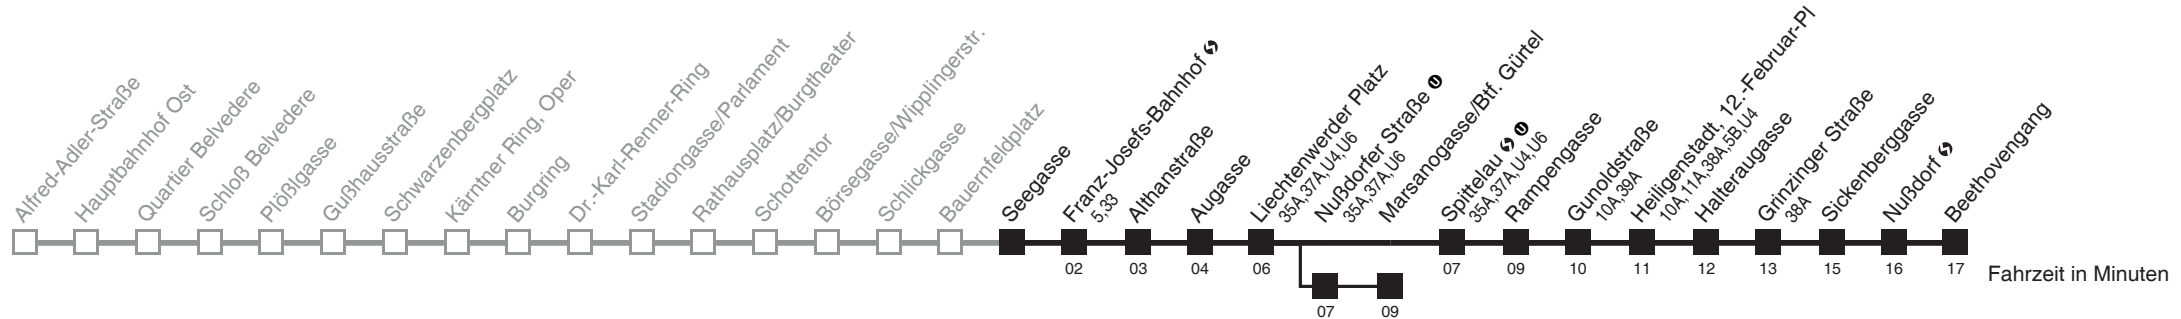 Alfred-Adler-Straße
Hauptbahnhof Ost
Quartier Belvedere
Schloß Belvedere
Plößlgasse
Gußhausstraße
Schwarzenbergplatz
Kärntner Ring, Oper
Burgring
Dr.-Karl-Renner-Ring
Stadiongasse/Parlament
Rathausplatz/Burgtheater
Schottentor
Börsegasse/Wipplingerstr.
Schlickgasse
Bauernfeldplatz
Seegasse
Franz-Josefs-Bahnhof S
5,33
Althanstraße
Augasse
Liechtenwerder Platz
35A,37A,U4,U6
Nußdorfer Straße U
35A,37A,U6
Marsanogasse/Btf. Gürtel
Spittelau S U
35A,37A,U4,U6
Rampengasse
Gunoldstraße
10A,39A
Heiligenstadt, 12.-Februar-Pl
10A,11A,38A,5B,U4
Halteraugasse
Grinzinger Straße
38A
Sickenberggasse
Nußdorf S
Beethovengang
02 03 04 06 07 09 10 11 12 13 15 16 17
Fahrzeit in Minuten
07 09